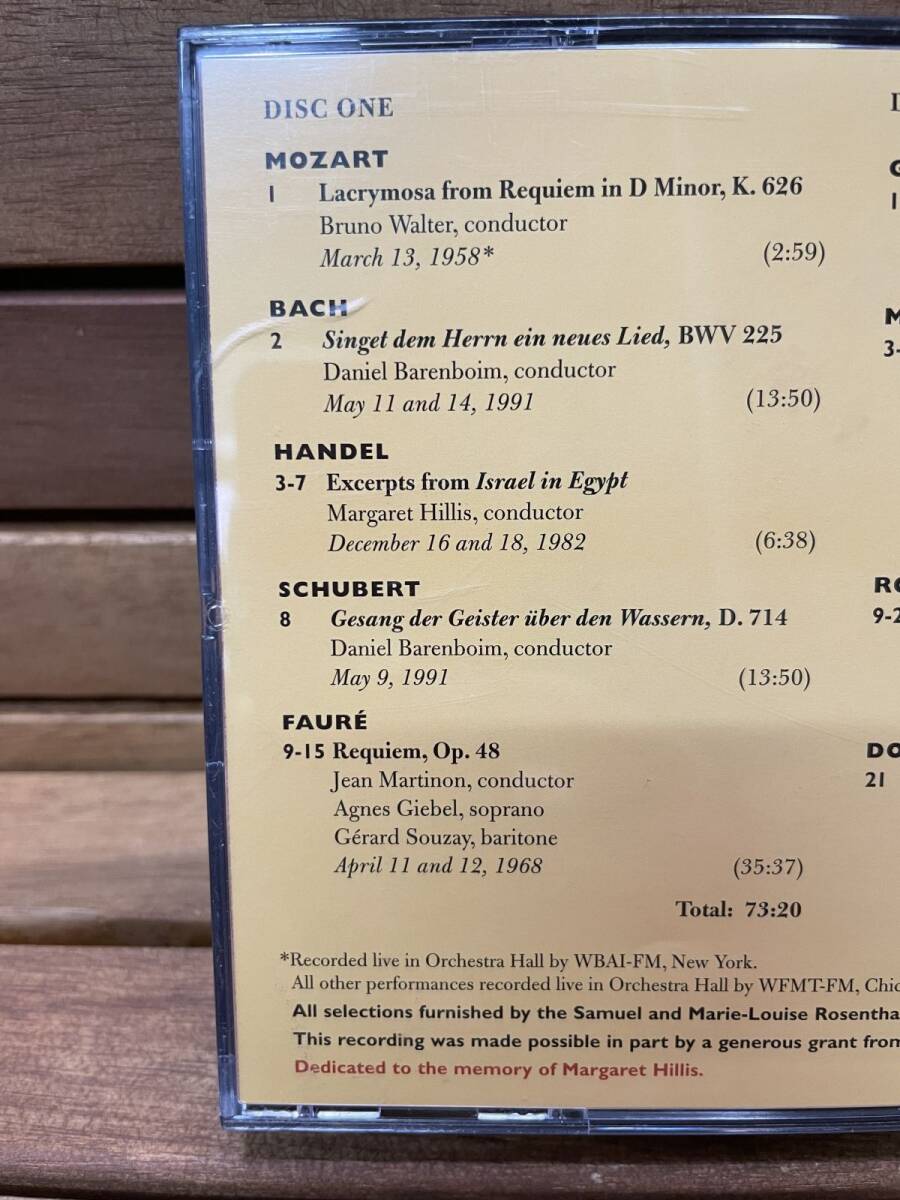 DISC ONE
MOZART
1 Lacrymosa from Requiem in D Minor, K. 626
Bruno Walter, conductor
March 13, 1958*
(2:59)
BACH
2 Singet dem Herrn ein neues Lied, BWV 225
Daniel Barenboim, conductor
May 11 and 14, 1991
(13:50)
HANDEL
3-7 Excerpts from Israel in Egypt
Margaret Hillis, conductor
December 16 and 18, 1982
(6:38)
SCHUBERT
8 Gesang der Geister über den Wassern, D. 714
Daniel Barenboim, conductor
May 9, 1991
(13:50)
FAURÉ
9-15 Requiem, Op. 48
Jean Martinon, conductor
Agnes Giebel, soprano
Gérard Souzay, baritone
April 11 and 12, 1968
(35:37)
Total: 73:20
*Recorded live in Orchestra Hall by WBAI-FM, New York.
All other performances recorded live in Orchestra Hall by WFMT-FM,
All selections furnished by the Samuel and Marie-Louise
This recording was made possible in part by a generous grant from
Dedicated to the memory of Margaret Hillis.
21